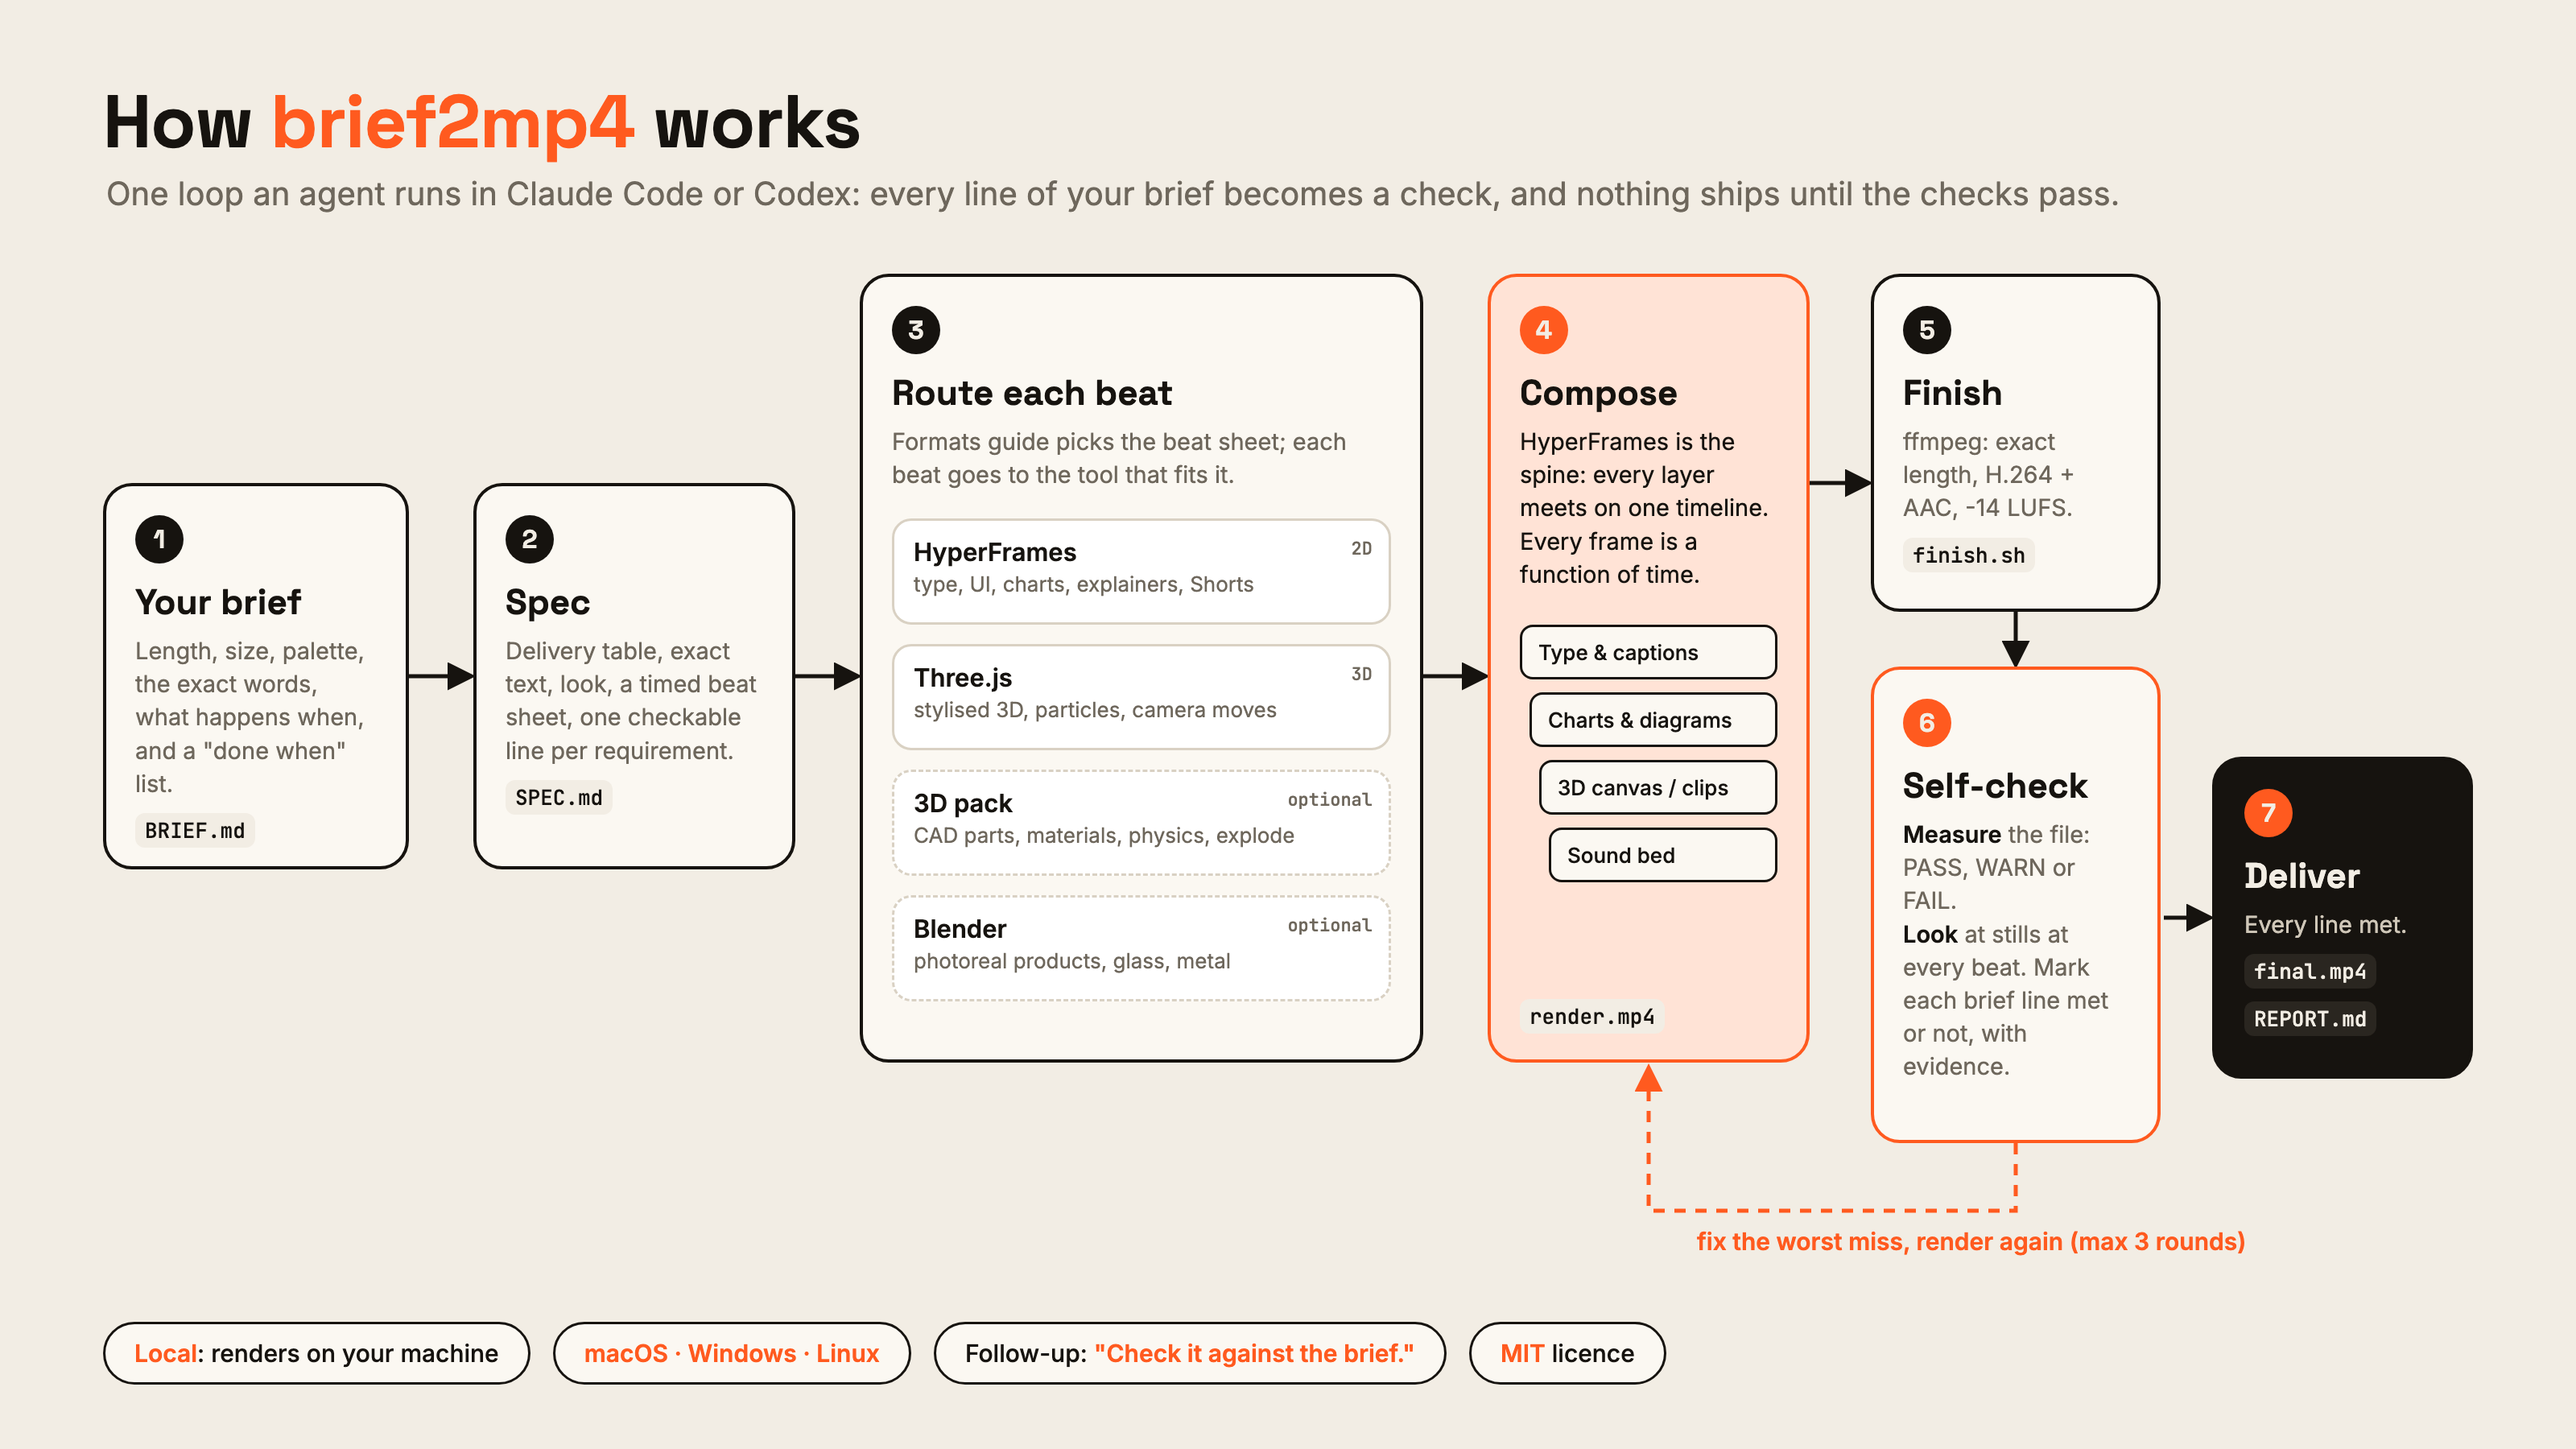 How brief2mp4 works
One loop an agent runs in Claude Code or Codex: every line of your brief becomes a check, and nothing ships until the checks pass.
1
Your brief
Length, size, palette,
the exact words,
what happens when,
and a "done when"
list.
BRIEF.md
2
Spec
Delivery table, exact
text, look, a timed beat
sheet, one checkable
line per requirement.
SPEC.md
3
Route each beat
Formats guide picks the beat sheet; each
beat goes to the tool that fits it.
HyperFrames 2D
type, UI, charts, explainers, Shorts
Three.js 3D
stylised 3D, particles, camera moves
3D pack optional
CAD parts, materials, physics, explode
Blender optional
photoreal products, glass, metal
4
Compose
HyperFrames is the
spine: every layer
meets on one timeline.
Every frame is a
function of time.
Type & captions
Charts & diagrams
3D canvas / clips
Sound bed
render.mp4
5
Finish
ffmpeg: exact
length, H.264 +
AAC, -14 LUFS.
finish.sh
6
Self-check
Measure the file:
PASS, WARN or
FAIL.
Look at stills at
every beat. Mark
each brief line met
or not, with
evidence.
7
Deliver
Every line met.
final.mp4
REPORT.md
fix the worst miss, render again (max 3 rounds)
Local: renders on your machine
macOS · Windows · Linux
Follow-up: "Check it against the brief."
MIT licence